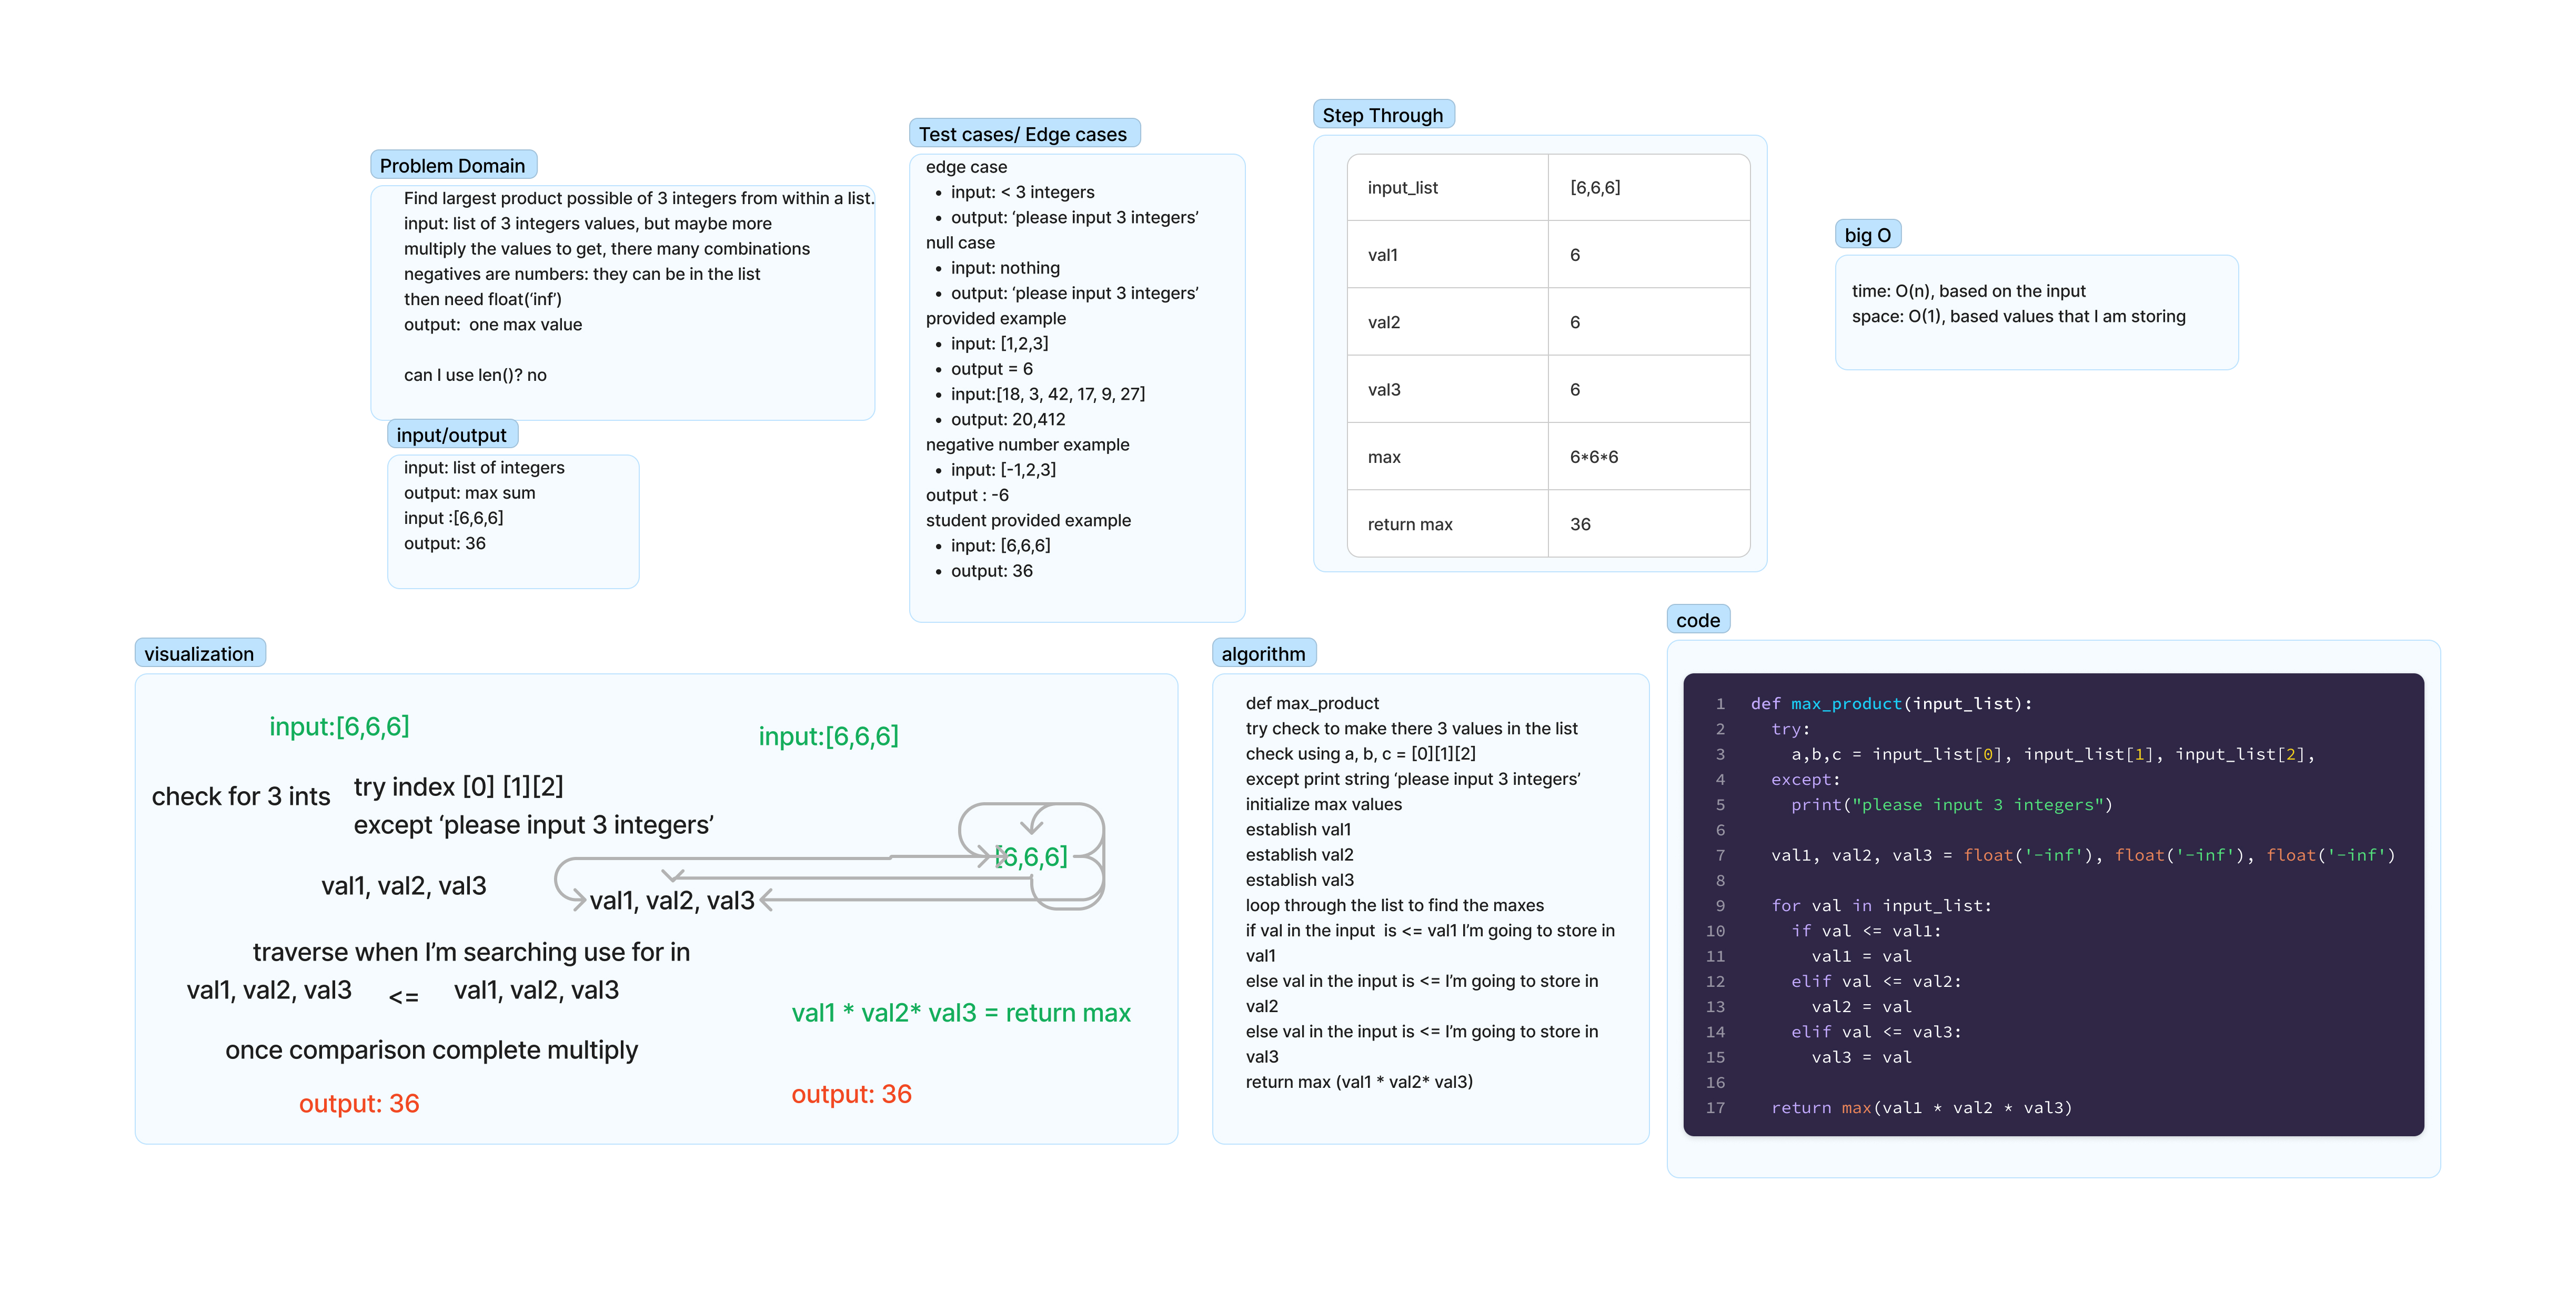 Problem Domain
Find largest product possible of 3 integers from within a list.
input: list of 3 integers values, but maybe more
multiply the values to get, there many combinations
negatives are numbers: they can be in the list
then need float(‘inf’)
output:  one max value
can I use len()? no
input/output
input: list of integers
output: max sum
input :[6,6,6]
output: 36
Test cases/ Edge cases
edge case
• input: < 3 integers
• output: ‘please input 3 integers’
null case
• input: nothing
• output: ‘please input 3 integers’
provided example
• input: [1,2,3]
• output = 6
• input:[18, 3, 42, 17, 9, 27]
• output: 20,412
negative number example
• input: [-1,2,3]
output : -6
student provided example
• input: [6,6,6]
• output: 36
Step Through
input_list [6,6,6]
val1 6
val2 6
val3 6
max 6*6*6
return max 36
big O
time: O(n), based on the input
space: O(1), based values that I am storing
visualization
input:[6,6,6]
check for 3 ints
try index [0] [1][2]
except ‘please input 3 integers’
val1, val2, val3
traverse when I’m searching use for in
val1, val2, val3 <= val1, val2, val3
once comparison complete multiply
output: 36
input:[6,6,6]
[6,6,6]
val1, val2, val3
val1 * val2* val3 = return max
output: 36
algorithm
def max_product
try check to make there 3 values in the list
check using a, b, c = [0][1][2]
except print string ‘please input 3 integers’
initialize max values
establish val1
establish val2
establish val3
loop through the list to find the maxes
if val in the input  is <= val1 I’m going to store in
val1
else val in the input is <= I’m going to store in
val2
else val in the input is <= I’m going to store in
val3
return max (val1 * val2* val3)
code
1 def max_product(input_list):
2   try:
3     a,b,c = input_list[0], input_list[1], input_list[2],
4   except:
5     print("please input 3 integers")
6
7   val1, val2, val3 = float('-inf'), float('-inf'), float('-inf')
8
9   for val in input_list:
10     if val <= val1:
11       val1 = val
12     elif val <= val2:
13       val2 = val
14     elif val <= val3:
15       val3 = val
16
17   return max(val1 * val2 * val3)